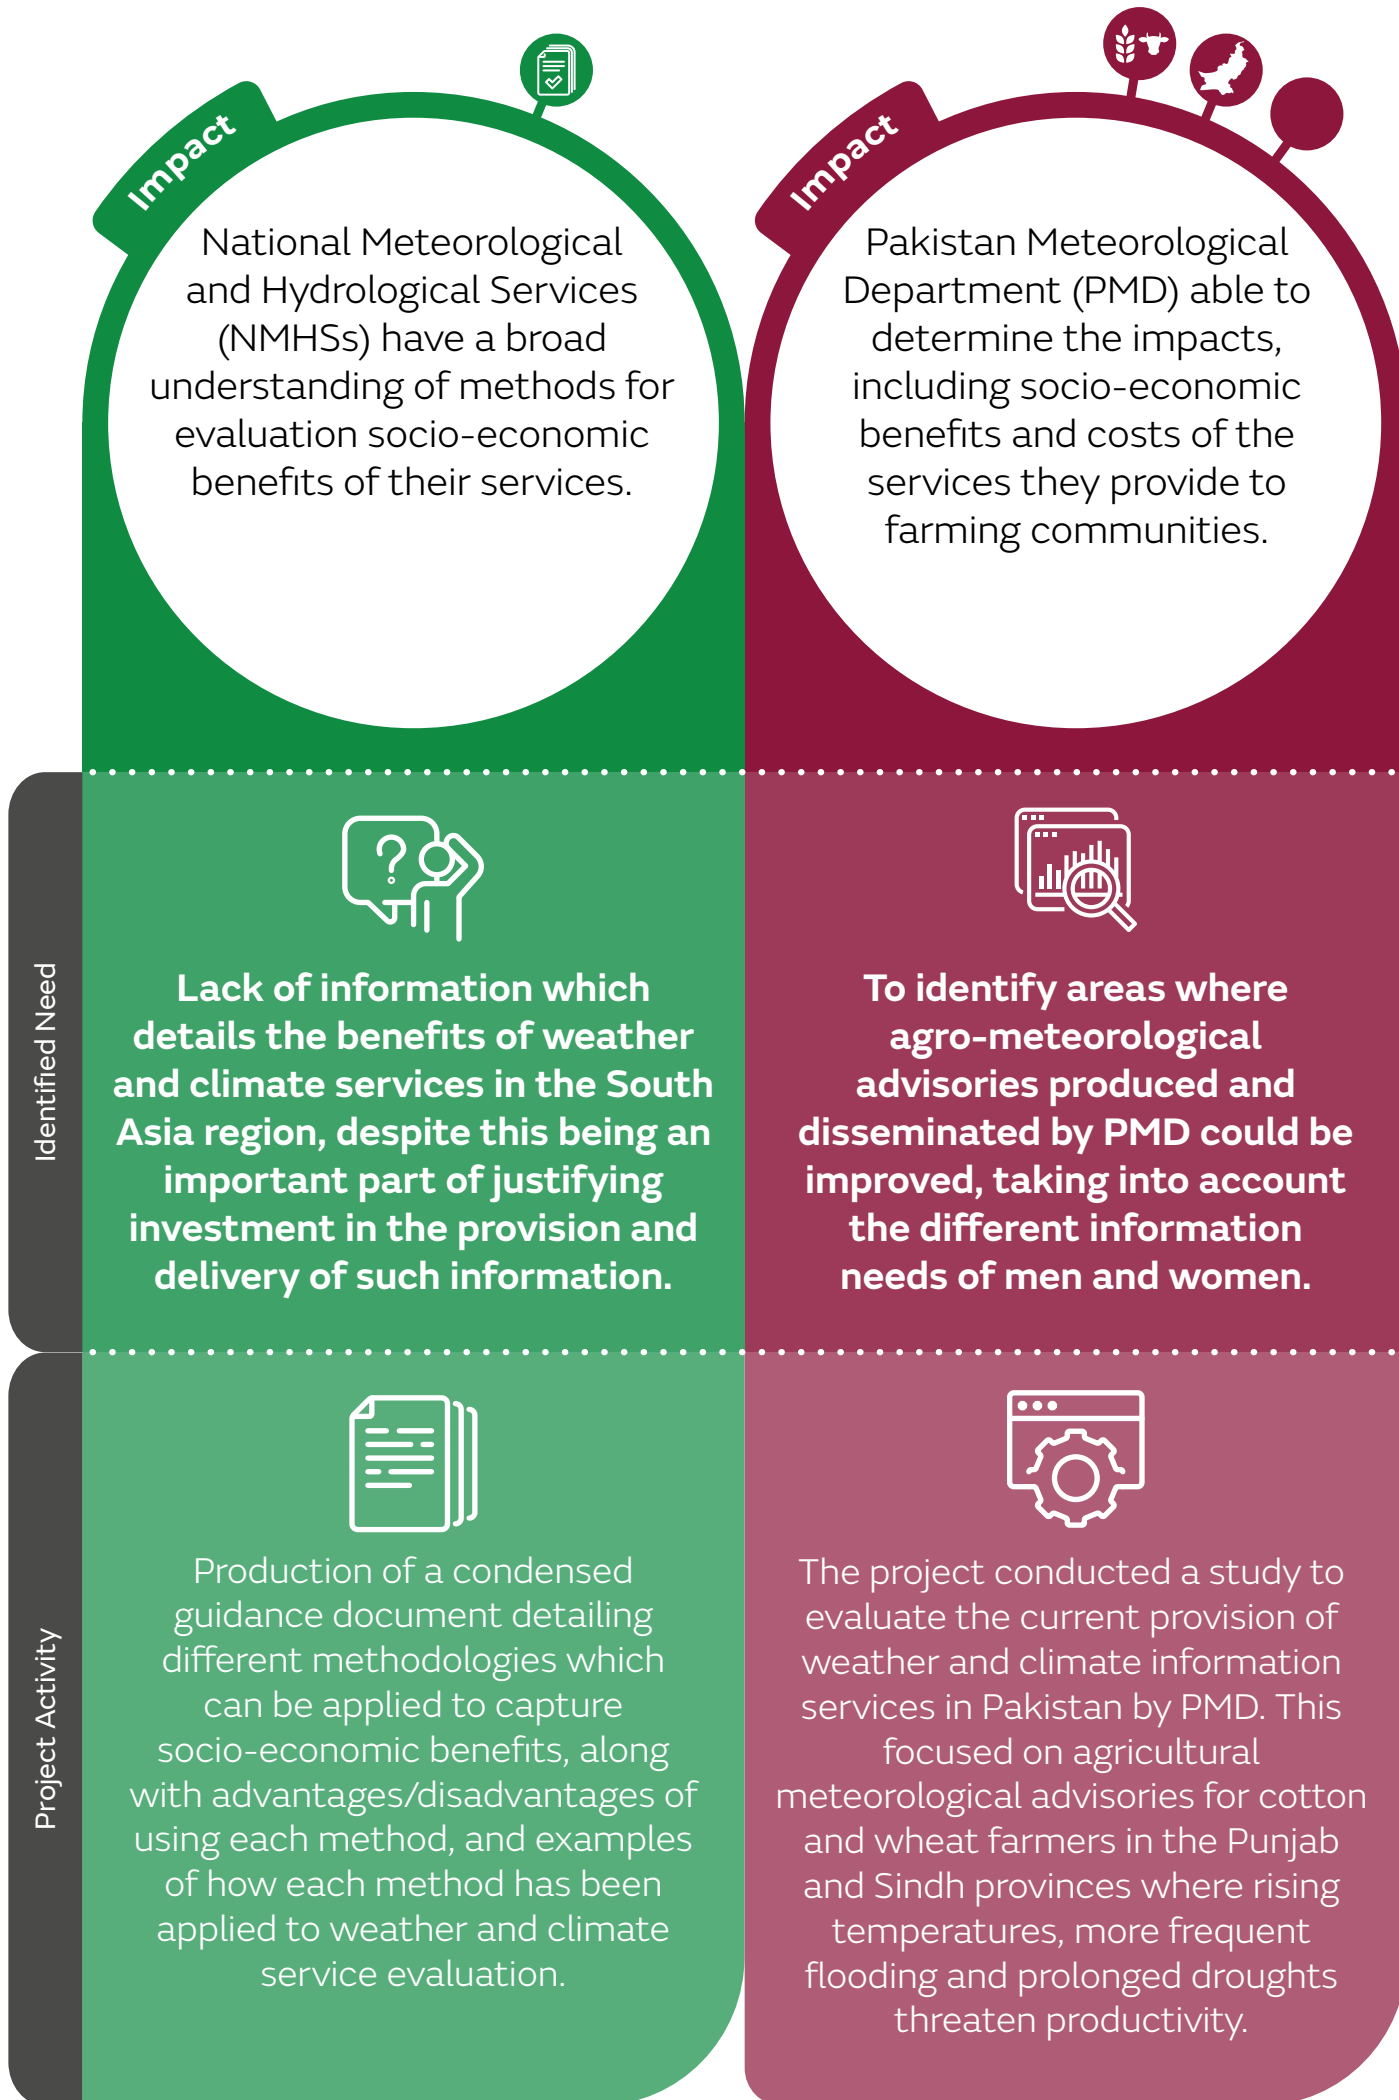 Impact
National Meteorological
and Hydrological Services
(NMHSs) have a broad
understanding of methods for
evaluation socio-economic
benefits of their services.
Impact
Pakistan Meteorological
Department (PMD) able to
determine the impacts,
including socio-economic
benefits and costs of the
services they provide to
farming communities.
Identified Need
Lack of information which
details the benefits of weather
and climate services in the South
Asia region, despite this being an
important part of justifying
investment in the provision and
delivery of such information.
To identify areas where
agro-meteorological
advisories produced and
disseminated by PMD could be
improved, taking into account
the different information
needs of men and women.
Project Activity
Production of a condensed
guidance document detailing
different methodologies which
can be applied to capture
socio-economic benefits, along
with advantages/disadvantages of
using each method, and examples
of how each method has been
applied to weather and climate
service evaluation.
The project conducted a study to
evaluate the current provision of
weather and climate information
services in Pakistan by PMD. This
focused on agricultural
meteorological advisories for cotton
and wheat farmers in the Punjab
and Sindh provinces where rising
temperatures, more frequent
flooding and prolonged droughts
threaten productivity.